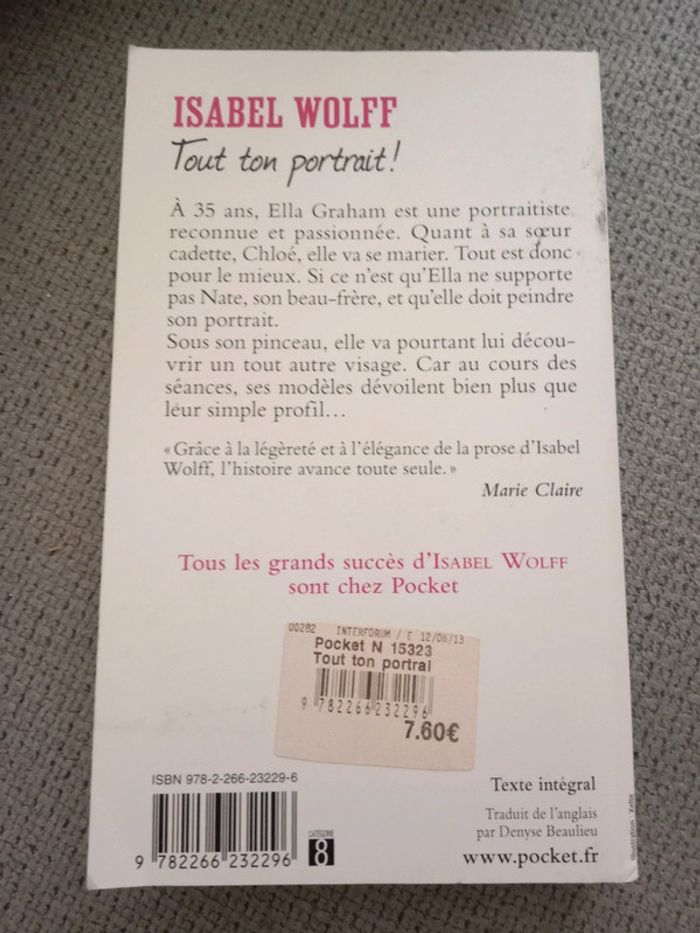 ISABEL WOLFF
Tout ton portrait !
À 35 ans, Ella Graham est une portraitiste
reconnue et passionnée. Quant à sa sœur
cadette, Chloé, elle va se marier. Tout est donc
pour le mieux. Si ce n'est qu'Ella ne supporte
pas Nate, son beau-frère, et qu'elle doit peindre
son portrait.
Sous son pinceau, elle va pourtant lui décou-
vrir un tout autre visage. Car au cours des
séances, ses modèles dévoilent bien plus que
leur simple profil…
« Grâce à la légèreté et à l'élégance de la prose d'Isabel
Wolff, l'histoire avance toute seule. »
Marie Claire
Tous les grands succès d'ISABEL WOLFF
sont chez Pocket
00282 INTERFORUM / E 12/06/13
Pocket N 15323
Tout ton portrai
9 782266 232296
7.60€
ISBN 978-2-266-23229-6
9 782266 232296
CATÉGORIE
8
Texte intégral
Traduit de l'anglais
par Denyse Beaulieu
www.pocket.fr
Illustration : Xette